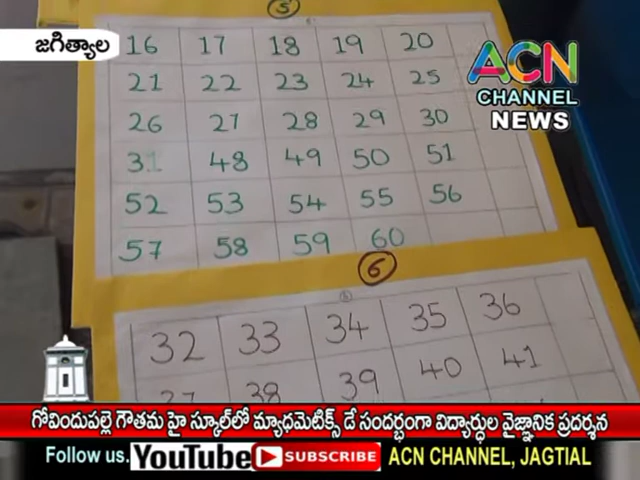 5
జగిత్యాల
16 17 18 19 20
21 22 23 24 25
26 27 28 29 30
31 48 49 50 51
52 53 54 55 56
57 58 59 60
ACN
CHANNEL
NEWS
6
32 33 34 35 36
37 38 39 40 41
గోవిందుపల్లె గౌతమ హై స్కూల్‌లో మ్యాథమెటిక్స్ డే సందర్భంగా విద్యార్థుల వైజ్ఞానిక ప్రదర్శన
Follow us. YouTube SUBSCRIBE ACN CHANNEL, JAGTIAL